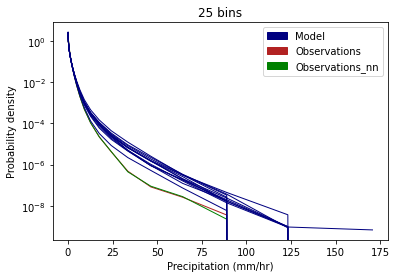 25 bins
Model
Observations
Observations_nn
Probability density
10⁰
10⁻²
10⁻⁴
10⁻⁶
10⁻⁸
0 25 50 75 100 125 150 175
Precipitation (mm/hr)